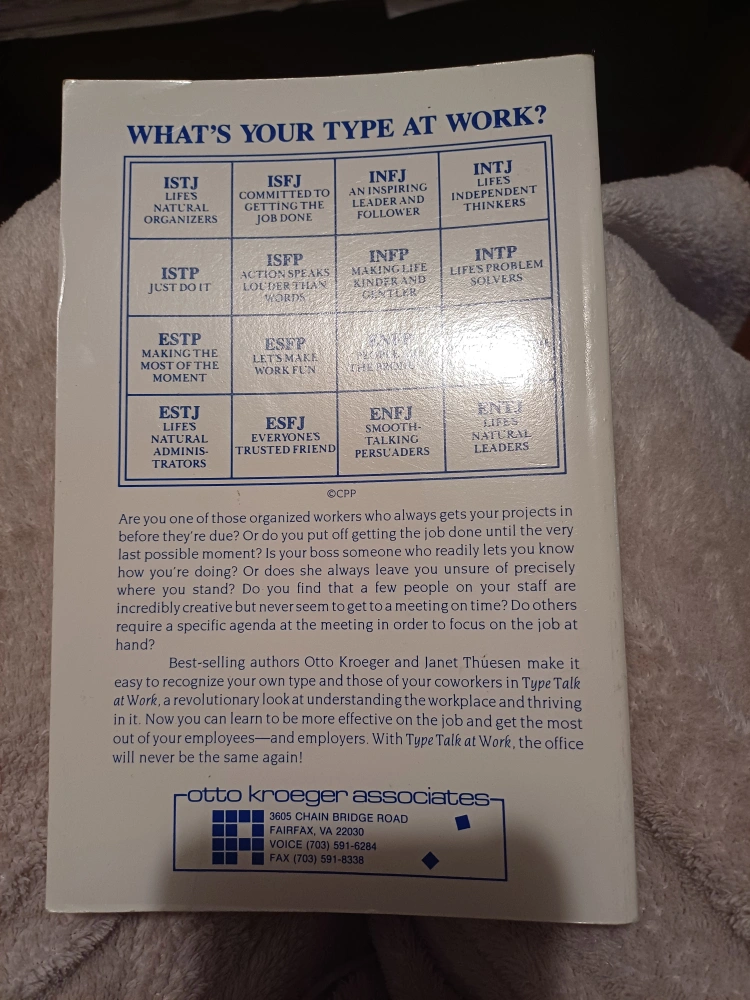 WHAT'S YOUR TYPE AT WORK?
ISTJ
LIFE'S
NATURAL
ORGANIZERS
ISFJ
COMMITTED TO
GETTING THE
JOB DONE
INFJ
AN INSPIRING
LEADER AND
FOLLOWER
INTJ
LIFE'S
INDEPENDENT
THINKERS
ISTP
JUST DO IT
ISFP
ACTION SPEAKS
LOUDER THAN
WORDS
INFP
MAKING LIFE
KINDER AND
GENTLER
INTP
LIFE'S PROBLEM
SOLVERS
ESTP
MAKING THE
MOST OF THE
MOMENT
ESFP
LET'S MAKE
WORK FUN
ENFP
PEOPLE
THE
ESTJ
LIFE'S
NATURAL
ADMINIS-
TRATORS
ESFJ
EVERYONE'S
TRUSTED FRIEND
ENFJ
SMOOTH-
TALKING
PERSUADERS
ENTJ
LIFE'S
NATURAL
LEADERS
©CPP
Are you one of those organized workers who always gets your projects in
before they're due? Or do you put off getting the job done until the very
last possible moment? Is your boss someone who readily lets you know
how you're doing? Or does she always leave you unsure of precisely
where you stand? Do you find that a few people on your staff are
incredibly creative but never seem to get to a meeting on time? Do others
require a specific agenda at the meeting in order to focus on the job at
hand?
Best-selling authors Otto Kroeger and Janet Thuesen make it
easy to recognize your own type and those of your coworkers in Type Talk
at Work, a revolutionary look at understanding the workplace and thriving
in it. Now you can learn to be more effective on the job and get the most
out of your employees—and employers. With Type Talk at Work, the office
will never be the same again!
otto kroeger associates
3605 CHAIN BRIDGE ROAD
FAIRFAX, VA 22030
VOICE (703) 591-6284
FAX (703) 591-8338